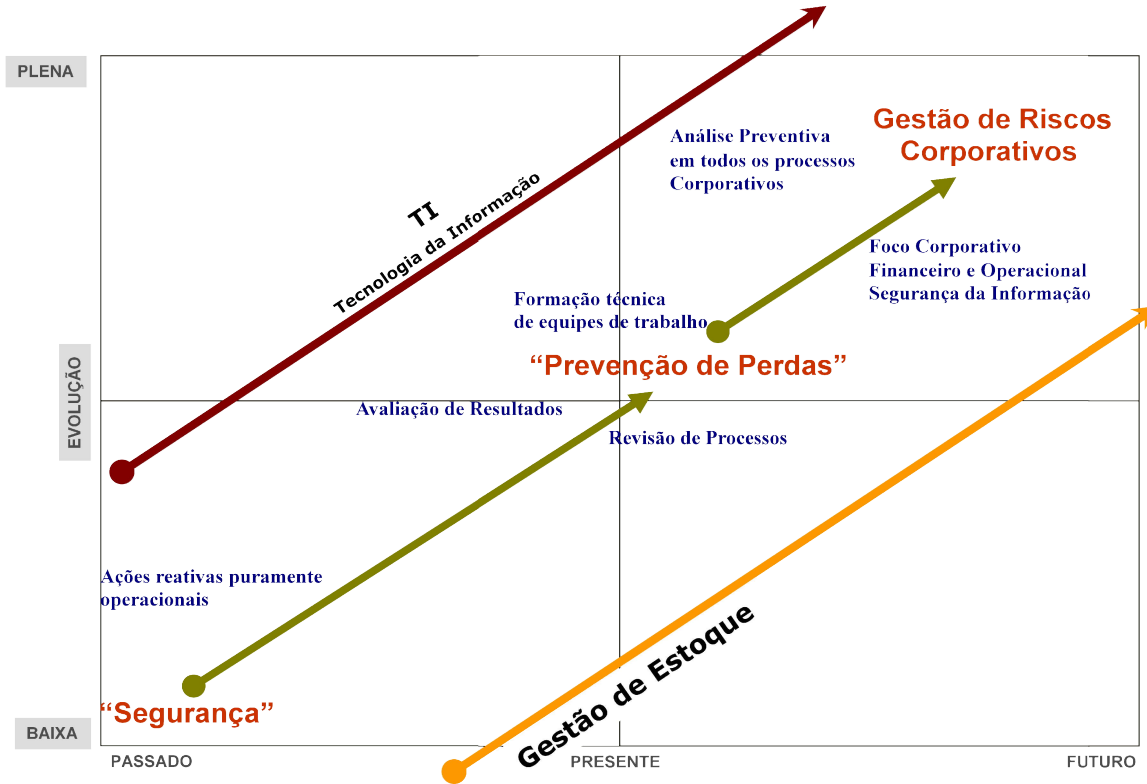 PLENA
Gestão de Riscos
Corporativos
Análise Preventiva
em todos os processos
Corporativos
TI
Tecnologia da Informação
Foco Corporativo
Financeiro e Operacional
Segurança da Informação
Formação técnica
de equipes de trabalho
“Prevenção de Perdas”
EVOLUÇÃO
Avaliação de Resultados
Revisão de Processos
Ações reativas puramente
operacionais
Gestão de Estoque
“Segurança”
BAIXA
PASSADO
PRESENTE
FUTURO